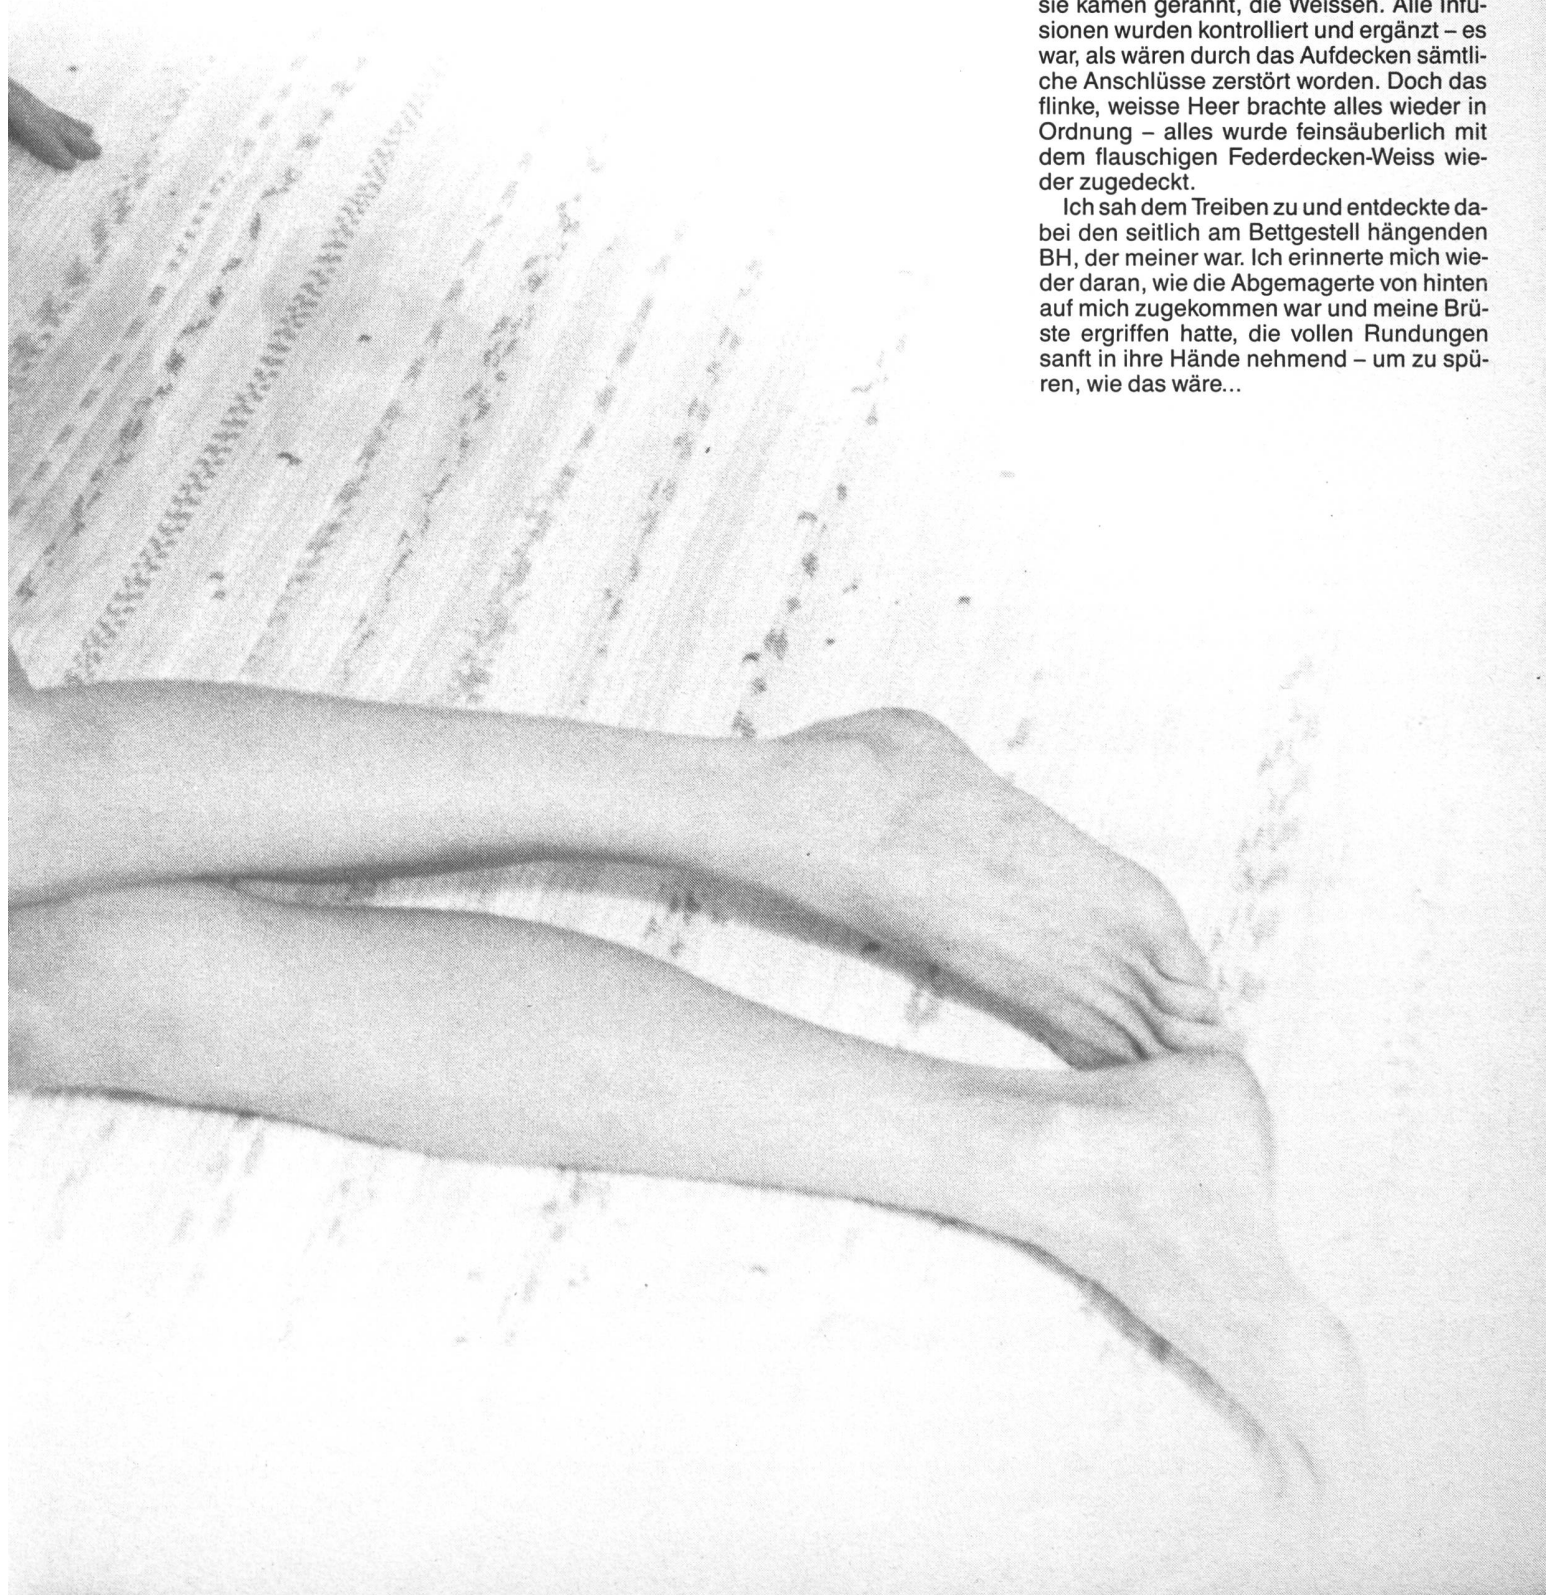 sie kamen gerannt, die Weissen. Alle Infu-
sionen wurden kontrolliert und ergänzt – es
war, als wären durch das Aufdecken sämtli-
che Anschlüsse zerstört worden. Doch das
flinke, weisse Heer brachte alles wieder in
Ordnung – alles wurde feinsäuberlich mit
dem flauschigen Federdecken-Weiss wie-
der zugedeckt.
Ich sah dem Treiben zu und entdeckte da-
bei den seitlich am Bettgestell hängenden
BH, der meiner war. Ich erinnerte mich wie-
der daran, wie die Abgemagerte von hinten
auf mich zugekommen war und meine Brü-
ste ergriffen hatte, die vollen Rundungen
sanft in ihre Hände nehmend – um zu spü-
ren, wie das wäre...